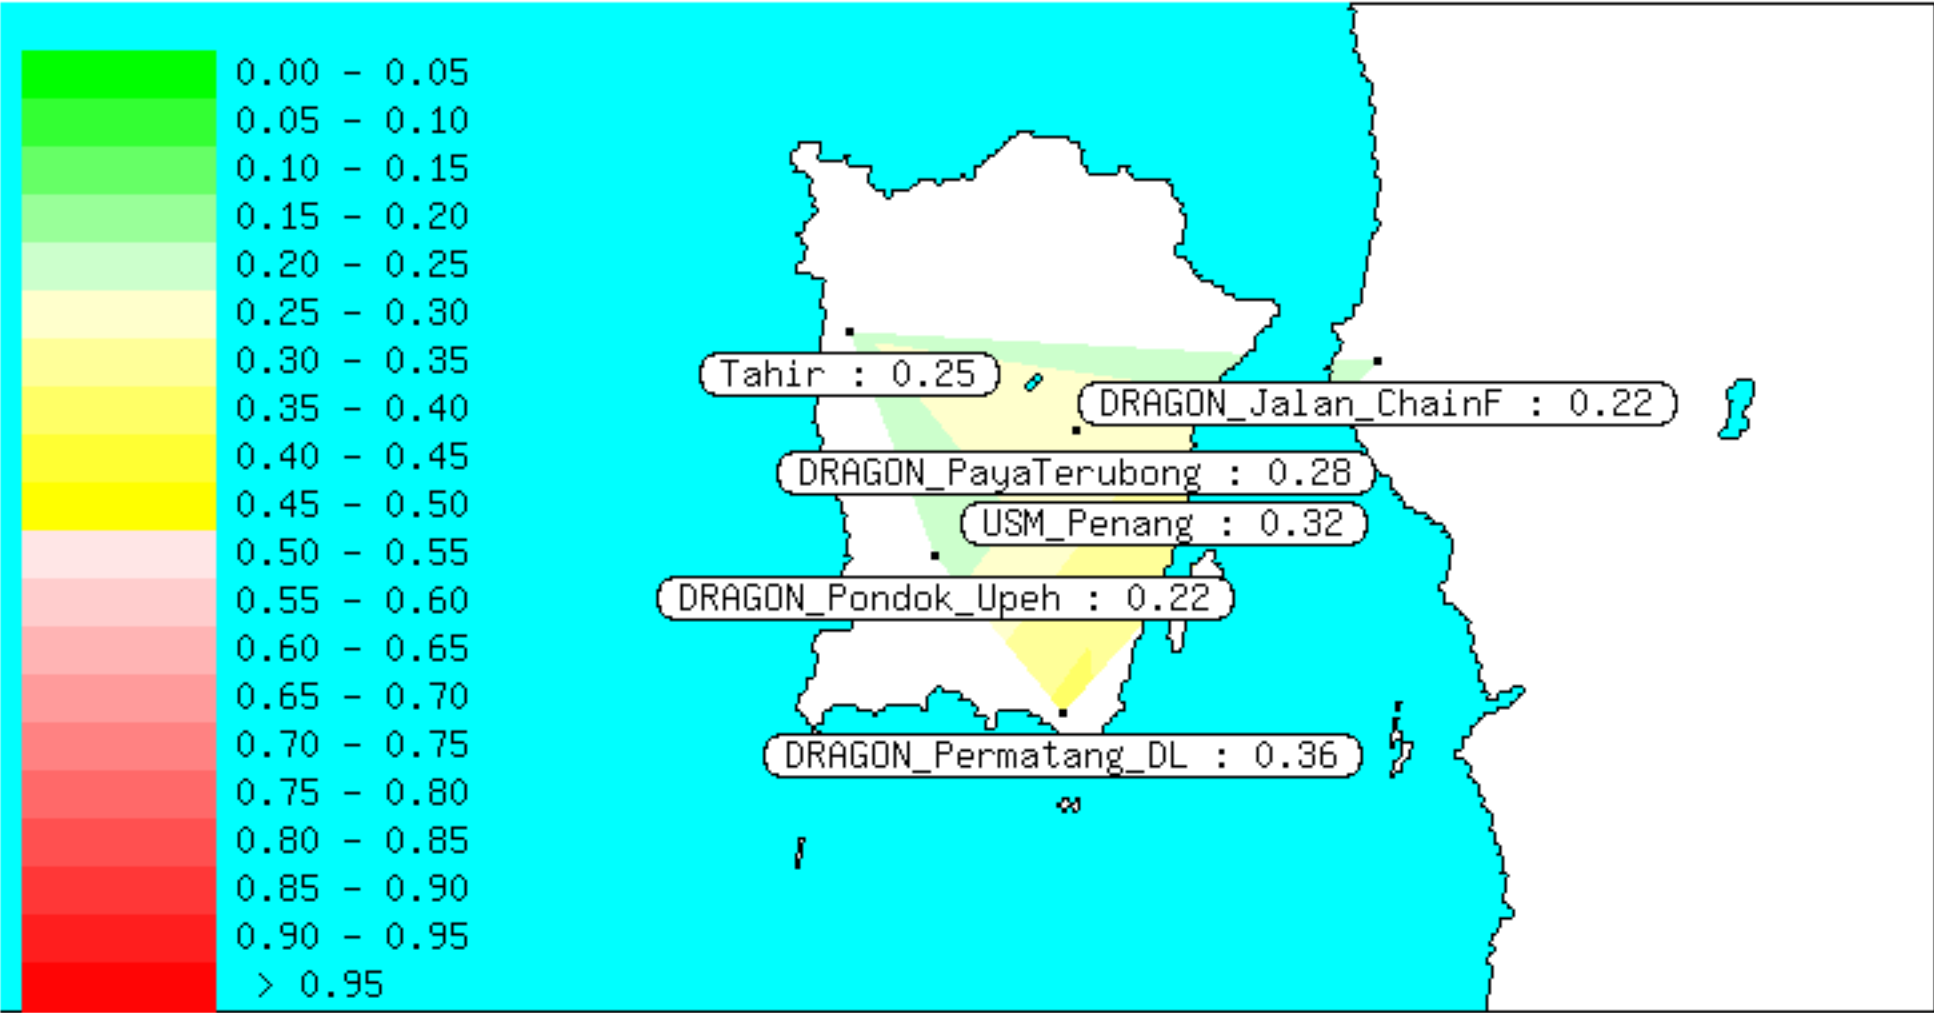 0.00 - 0.05
0.05 - 0.10
0.10 - 0.15
0.15 - 0.20
0.20 - 0.25
0.25 - 0.30
0.30 - 0.35
0.35 - 0.40
0.40 - 0.45
0.45 - 0.50
0.50 - 0.55
0.55 - 0.60
0.60 - 0.65
0.65 - 0.70
0.70 - 0.75
0.75 - 0.80
0.80 - 0.85
0.85 - 0.90
0.90 - 0.95
> 0.95
Tahir : 0.25
DRAGON_Jalan_ChainF : 0.22
DRAGON_PayaTerubong : 0.28
USM_Penang : 0.32
DRAGON_Pondok_Upeh : 0.22
DRAGON_Permatang_DL : 0.36